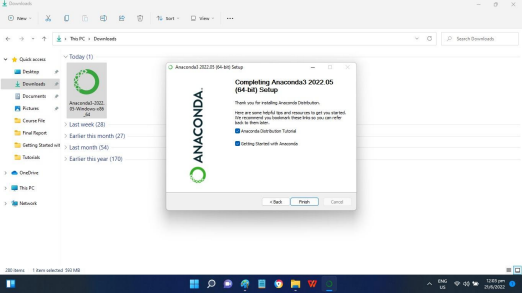 Downloads
New
Sort
View
This PC > Downloads
Search Downloads
Quick access
Desktop
Downloads
Documents
Pictures
Course File
Final Report
Getting Started wit
Tutorials
OneDrive
This PC
Network
Today (1)
Anaconda3-2022.
05-Windows-x86
_64
Last week (28)
Earlier this month (27)
Last month (54)
Earlier this year (170)
Anaconda3 2022.05 (64-bit) Setup
ANACONDA.
Completing Anaconda3 2022.05
(64-bit) Setup
Thank you for installing Anaconda Distribution.
Here are some helpful tips and resources to get you started.
We recommend you bookmark these links so you can refer
back to them later.
Anaconda Distribution Tutorial
Getting Started with Anaconda
< Back
Finish
Cancel
280 items
1 item selected 593 MB
ENG
US
12:03 pm
21/6/2022